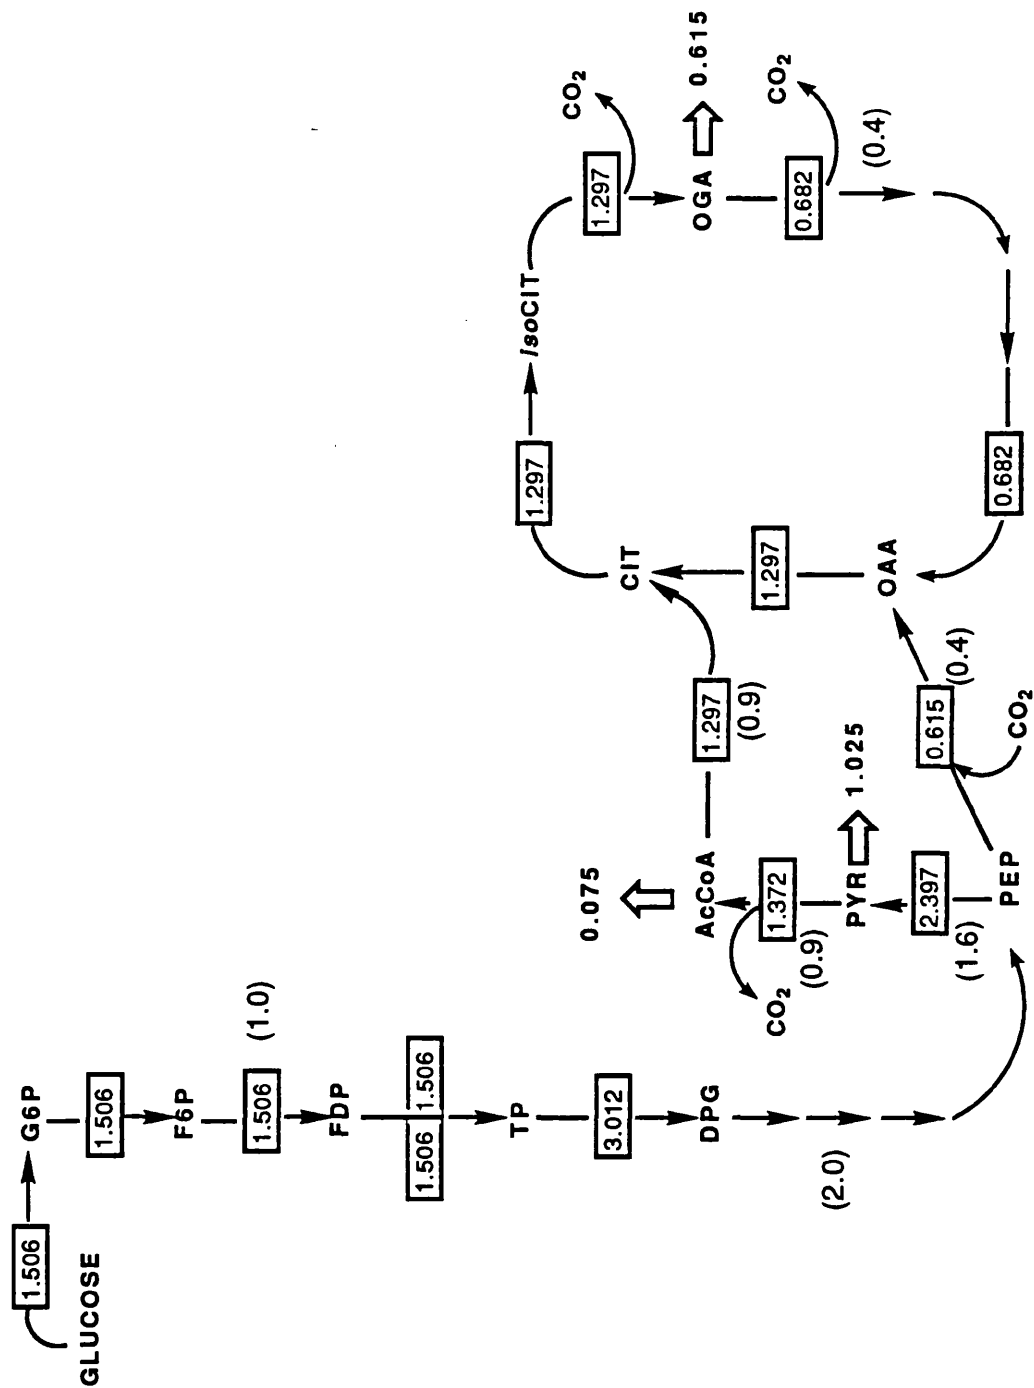 GLUCOSE
1.506
G6P
1.506
F6P
1.506
(1.0)
FDP
1.506
1.506
TP
3.012
DPG
(2.0)
PEP
2.397
(1.6)
PYR
1.025
1.372
(0.9)
CO2
AcCoA
0.075
1.297
(0.9)
0.615
(0.4)
CO2
OAA
1.297
CIT
1.297
isoCIT
1.297
CO2
OGA
0.615
0.682
CO2
(0.4)
0.682